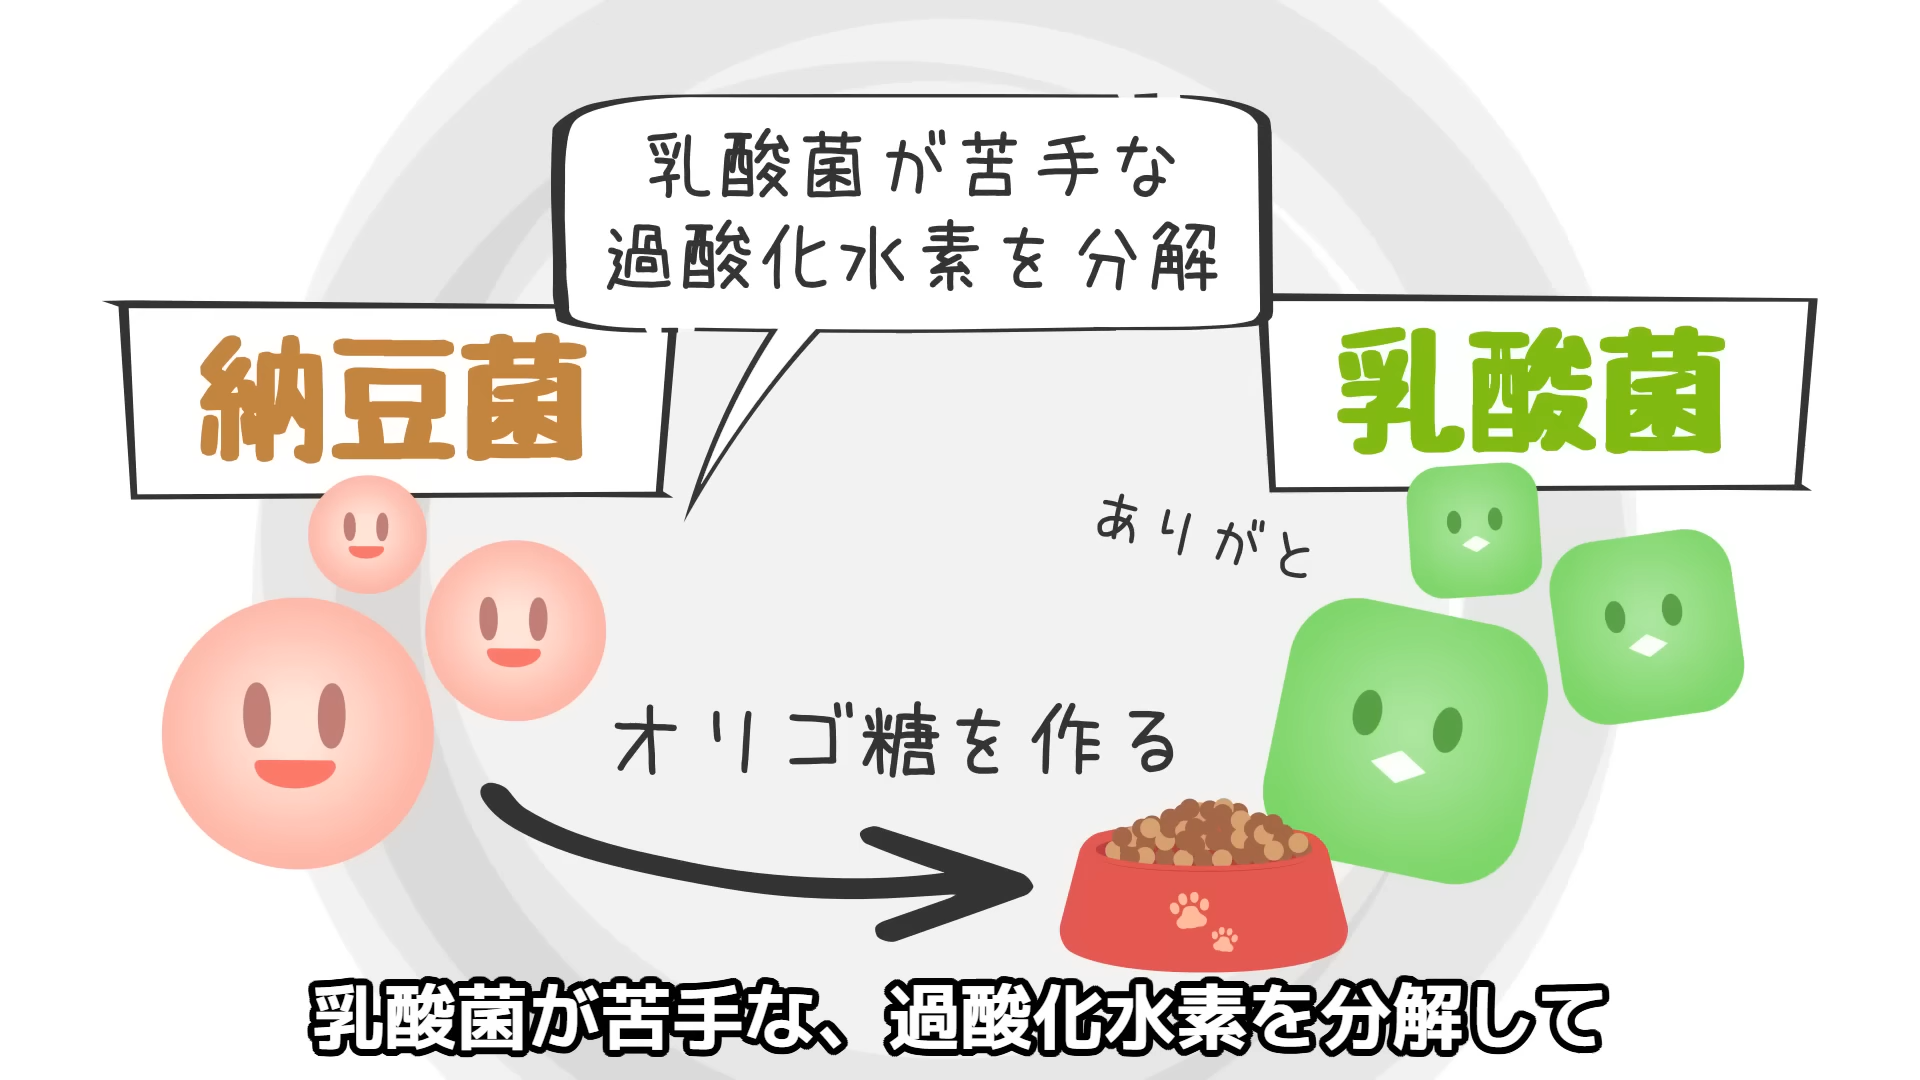 乳酸菌が苦手な
過酸化水素を分解
納豆菌
乳酸菌
ありがと
オリゴ糖を作る
乳酸菌が苦手な、過酸化水素を分解して